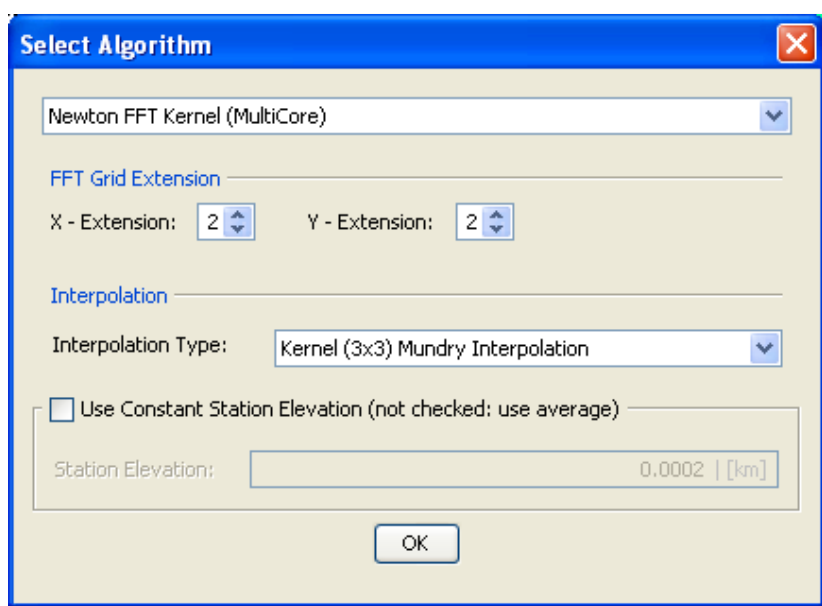 Select Algorithm
Newton FFT Kernel (MultiCore)
FFT Grid Extension
X - Extension: 2 Y - Extension: 2
Interpolation
Interpolation Type: Kernel (3x3) Mundry Interpolation
Use Constant Station Elevation (not checked: use average)
Station Elevation: 0.0002 | [km]
OK